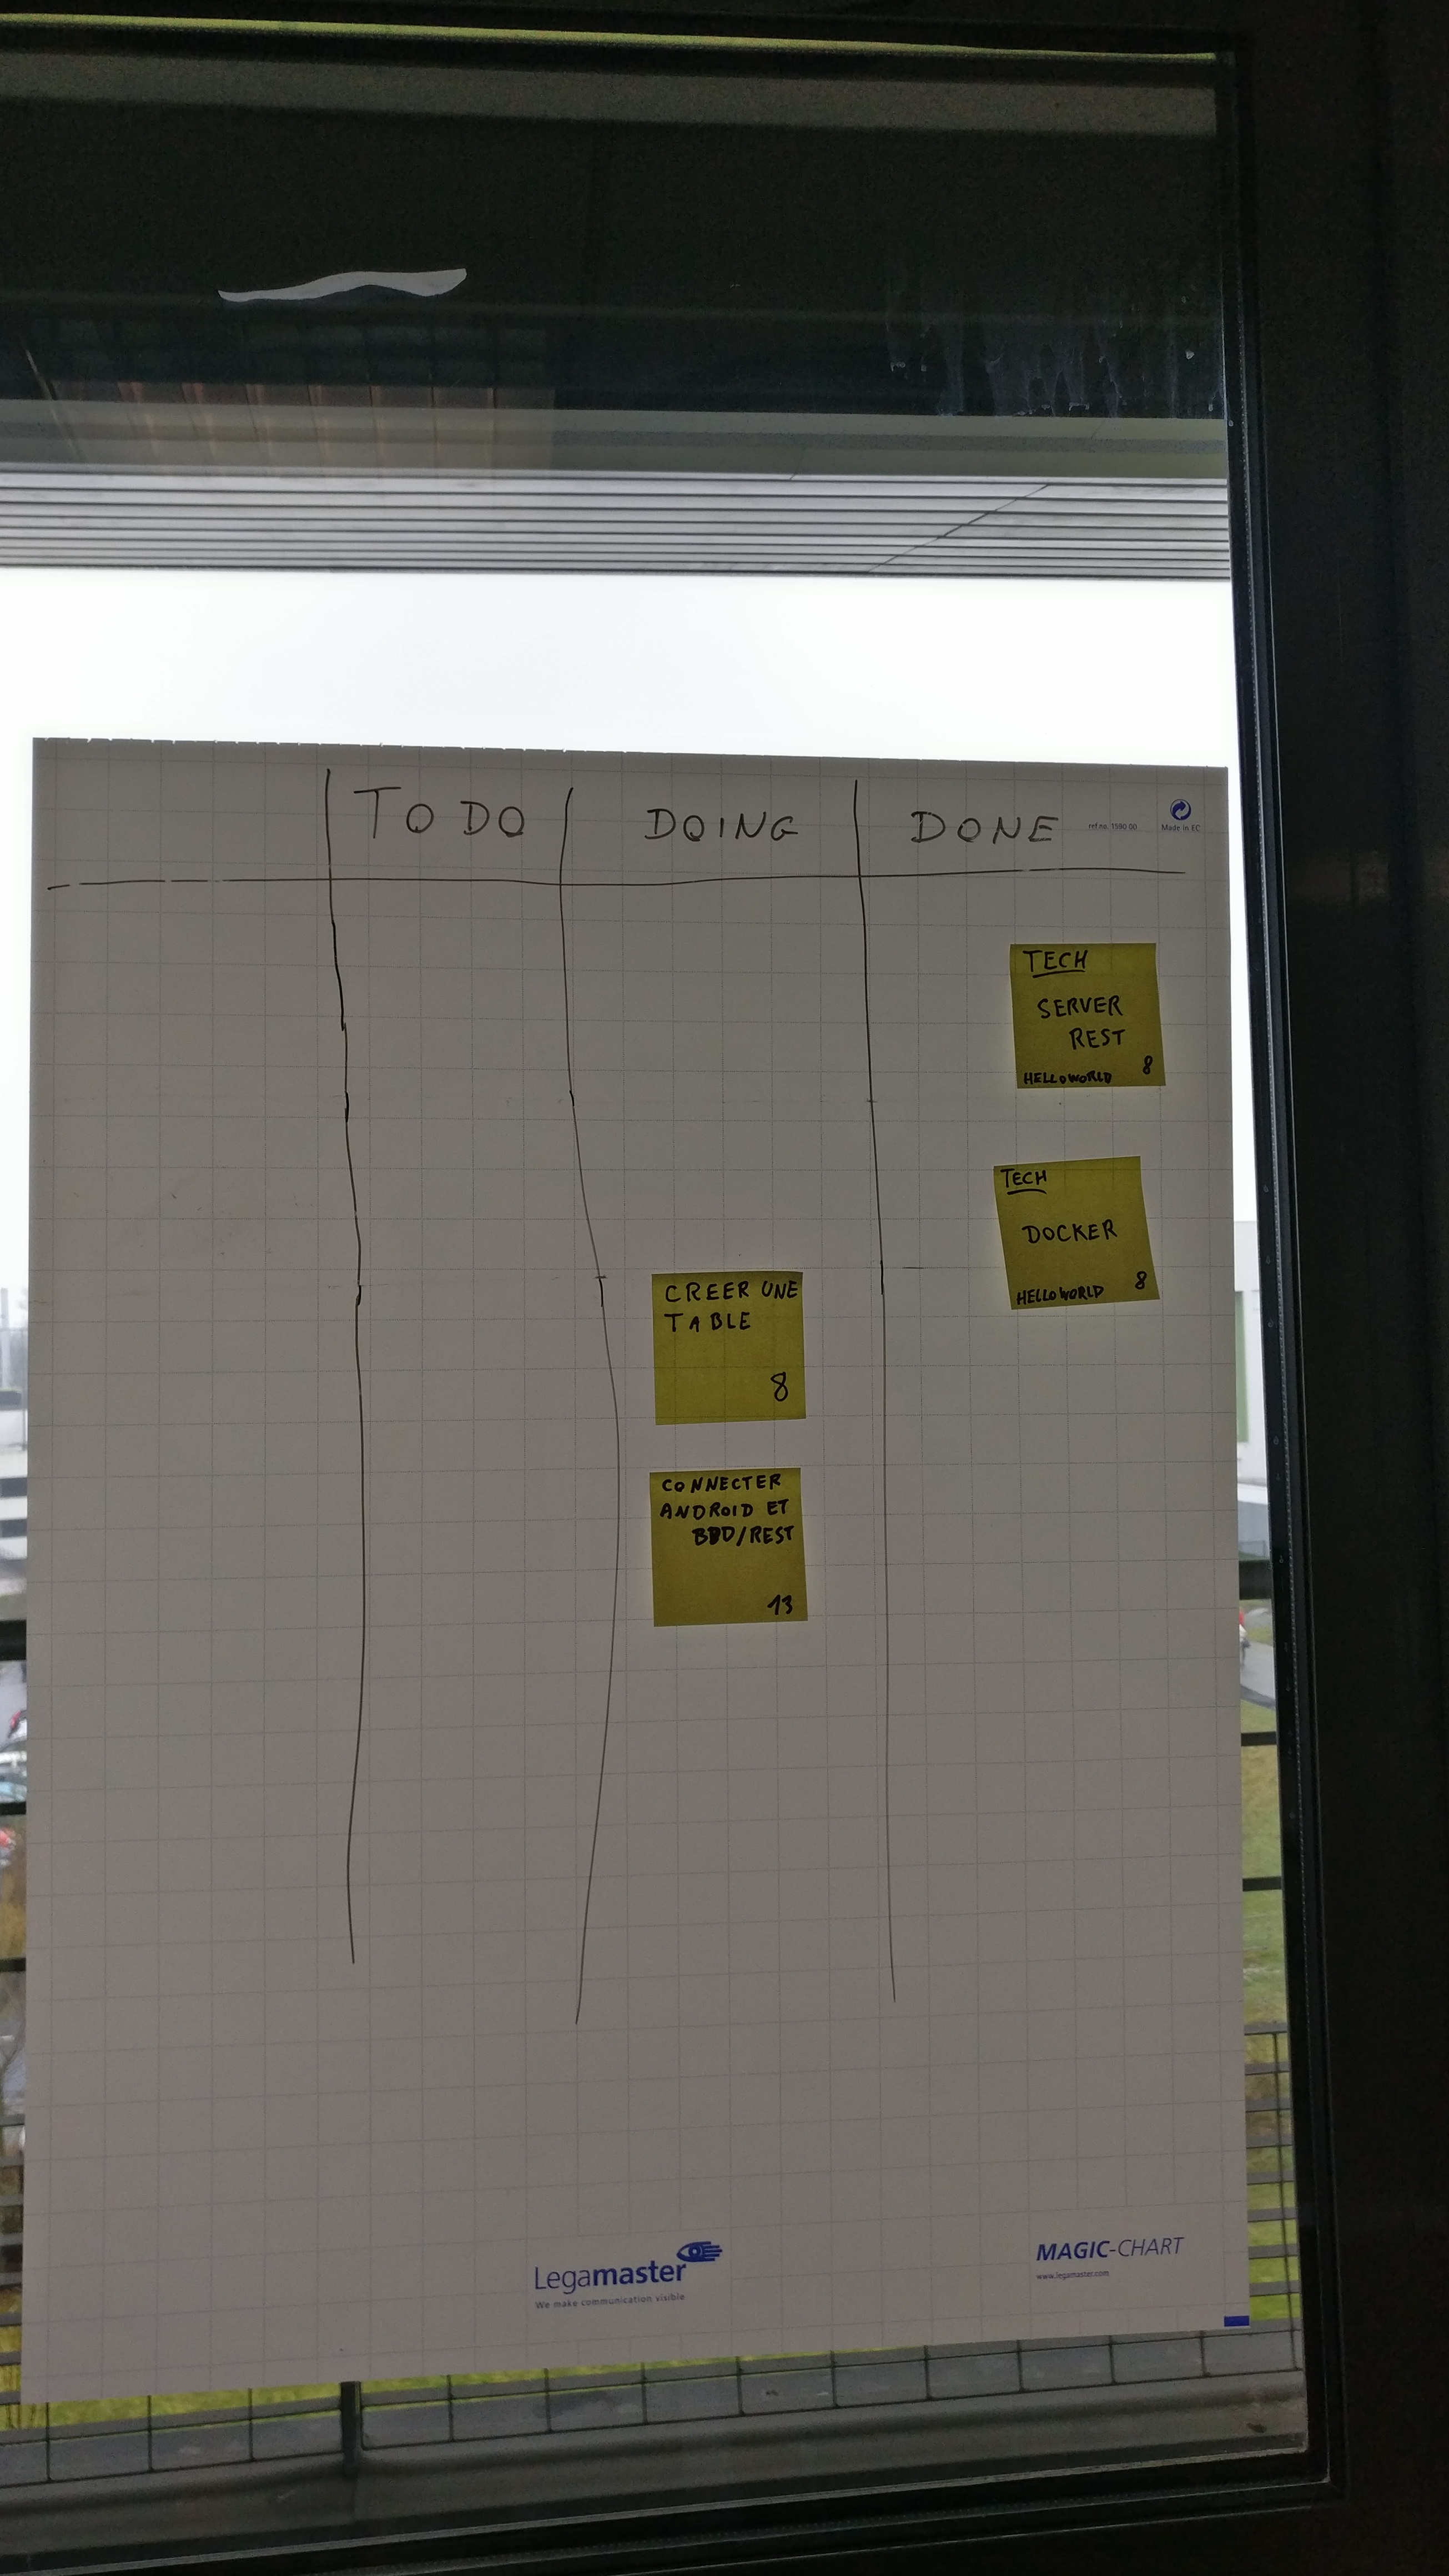 TO DO
DOING
DONE
ref.no. 1590 00
Made in EC
TECH
SERVER
REST
HELLOWORLD 8
TECH
DOCKER
HELLOWORLD 8
CREER UNE
TABLE
8
CONNECTER
ANDROID ET
BDD/REST
13
Legamaster
We make communication visible
MAGIC-CHART
www.legamaster.com